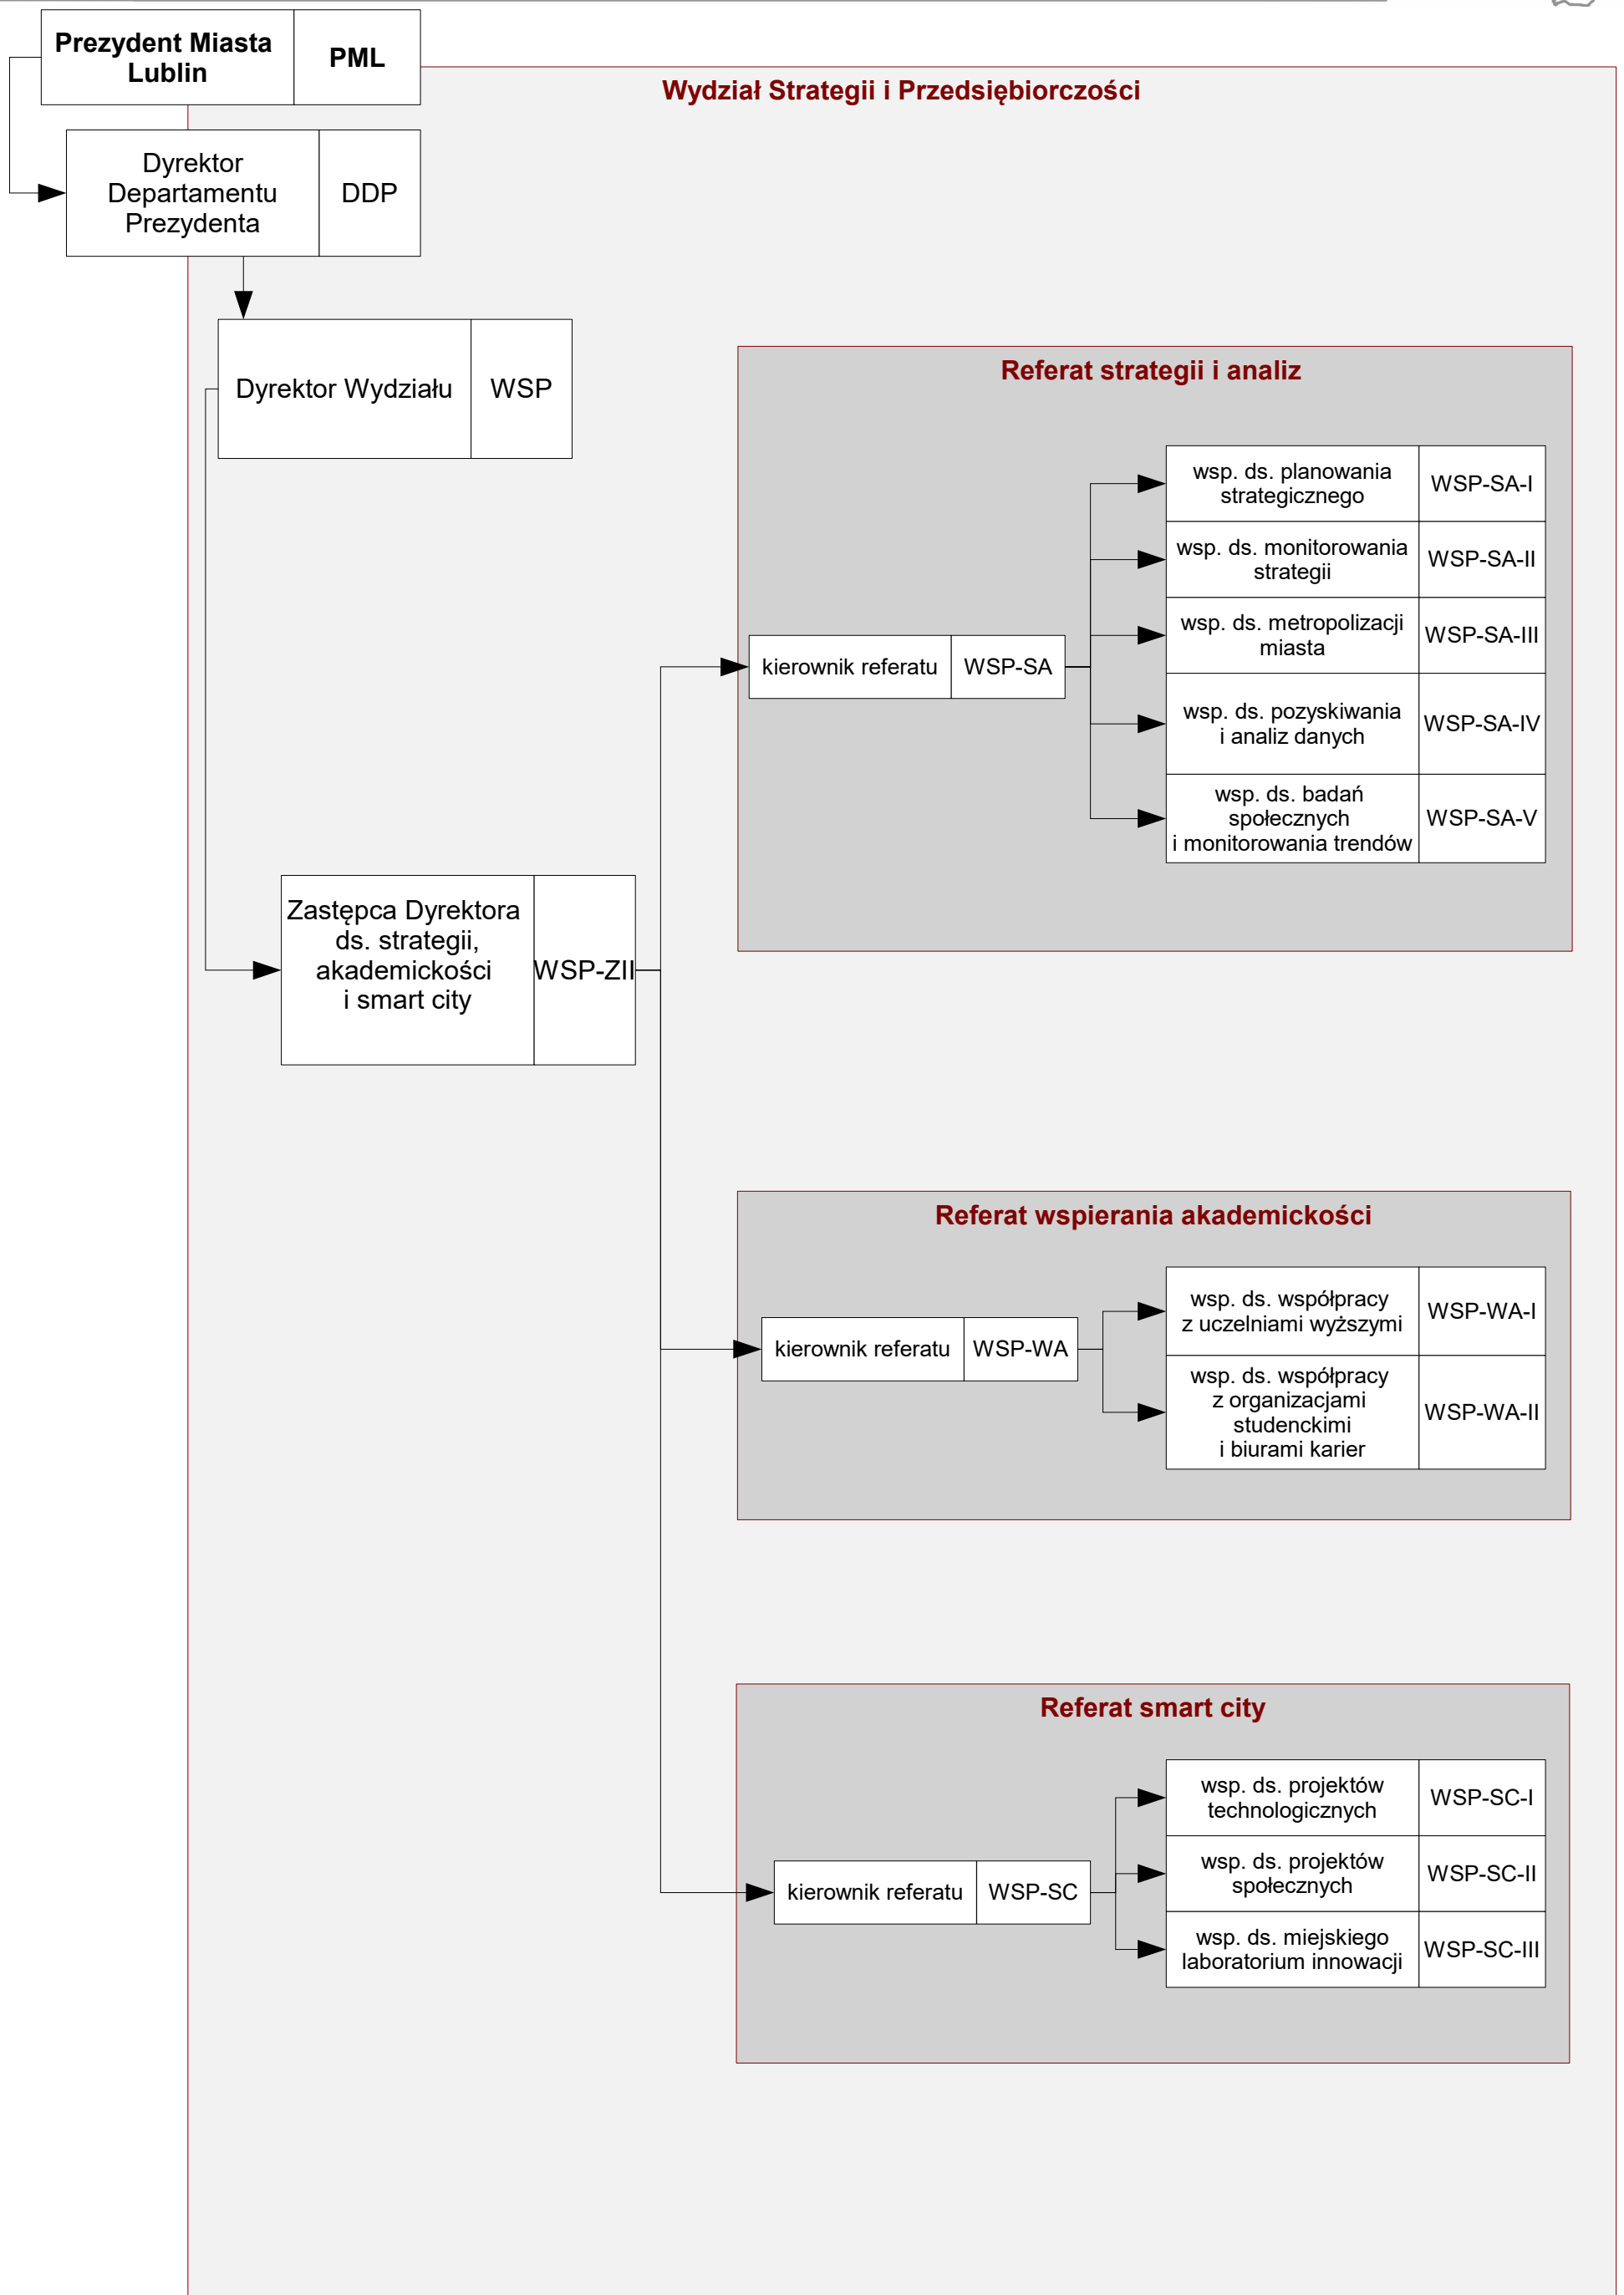 Prezydent Miasta
Lublin
PML
Wydział Strategii i Przedsiębiorczości
Dyrektor
Departamentu
Prezydenta
DDP
Dyrektor Wydziału
WSP
Referat strategii i analiz
wsp. ds. planowania
strategicznego
WSP-SA-I
wsp. ds. monitorowania
strategii
WSP-SA-II
wsp. ds. metropolizacji
miasta
WSP-SA-III
kierownik referatu
WSP-SA
wsp. ds. pozyskiwania
i analiz danych
WSP-SA-IV
wsp. ds. badań
społecznych
i monitorowania trendów
WSP-SA-V
Zastępca Dyrektora
ds. strategii,
akademickości
i smart city
WSP-ZII
Referat wspierania akademickości
wsp. ds. współpracy
z uczelniami wyższymi
WSP-WA-I
kierownik referatu
WSP-WA
wsp. ds. współpracy
z organizacjami
studenckimi
i biurami karier
WSP-WA-II
Referat smart city
wsp. ds. projektów
technologicznych
WSP-SC-I
wsp. ds. projektów
społecznych
WSP-SC-II
kierownik referatu
WSP-SC
wsp. ds. miejskiego
laboratorium innowacji
WSP-SC-III